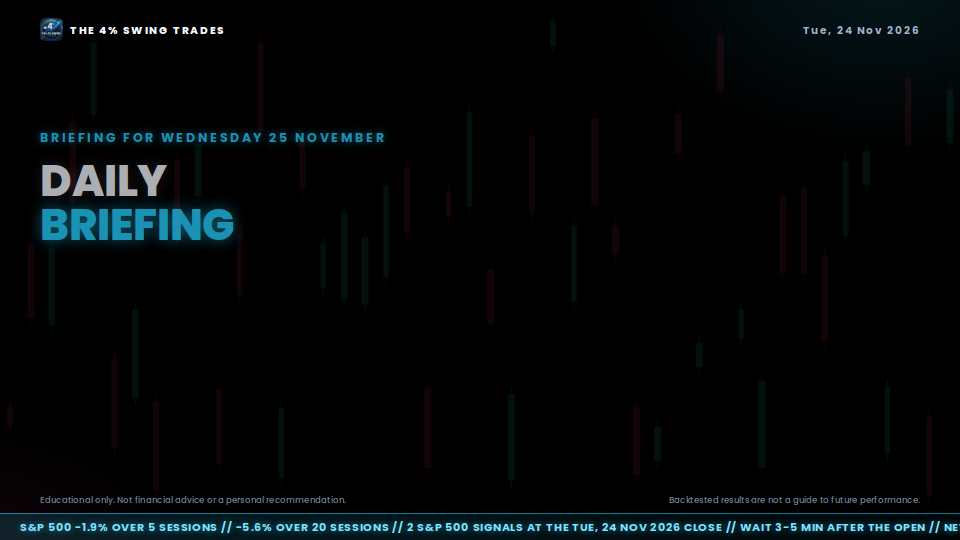 THE 4% SWING TRADES
Tue, 24 Nov 2026
BRIEFING FOR WEDNESDAY 25 NOVEMBER
DAILY
BRIEFING
Educational only. Not financial advice or a personal recommendation.
Backtested results are not a guide to future performance.
S&P 500 -1.9% OVER 5 SESSIONS // -5.6% OVER 20 SESSIONS // 2 S&P 500 SIGNALS AT THE TUE, 24 NOV 2026 CLOSE // WAIT 3-5 MIN AFTER THE OPEN // NE